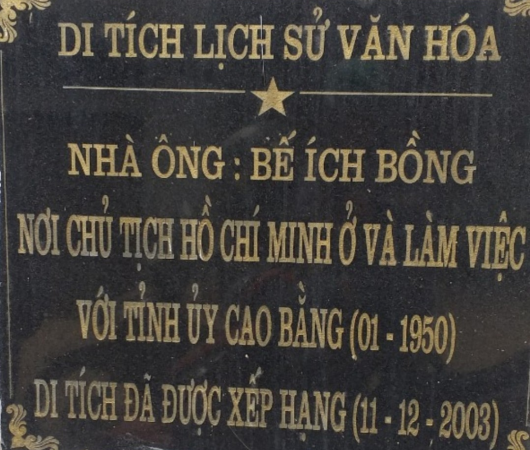 DI TÍCH LỊCH SỬ VĂN HÓA
NHÀ ÔNG : BẾ ÍCH BỒNG
NƠI CHỦ TỊCH HỒ CHÍ MINH Ở VÀ LÀM VIỆC
VỚI TỈNH ỦY CAO BẰNG (01 - 1950)
DI TÍCH ĐÃ ĐƯỢC XẾP HẠNG (11 - 12 - 2003)